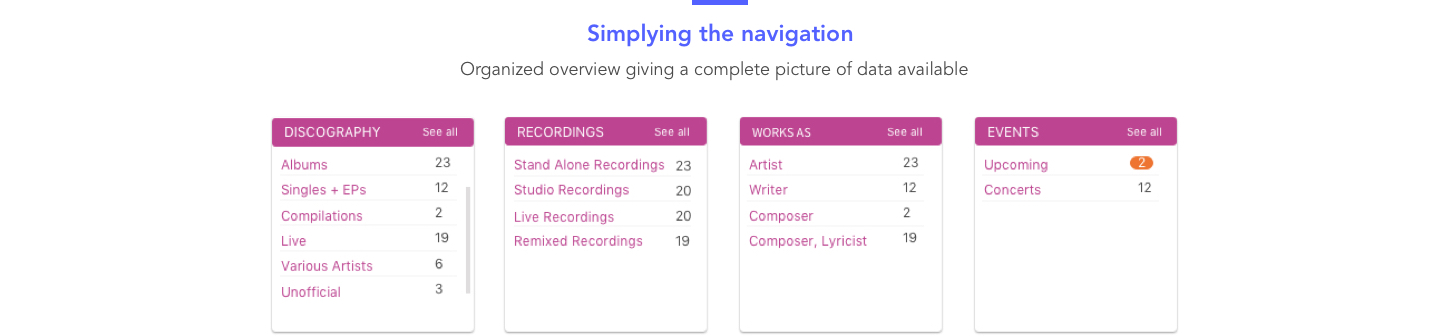 Simplying the navigation
Organized overview giving a complete picture of data available
DISCOGRAPHY See all
Albums 23
Singles + EPs 12
Compilations 2
Live 19
Various Artists 6
Unofficial 3
RECORDINGS See all
Stand Alone Recordings 23
Studio Recordings 20
Live Recordings 20
Remixed Recordings 19
WORKS AS See all
Artist 23
Writer 12
Composer 2
Composer, Lyricist 19
EVENTS See all
Upcoming 2
Concerts 12